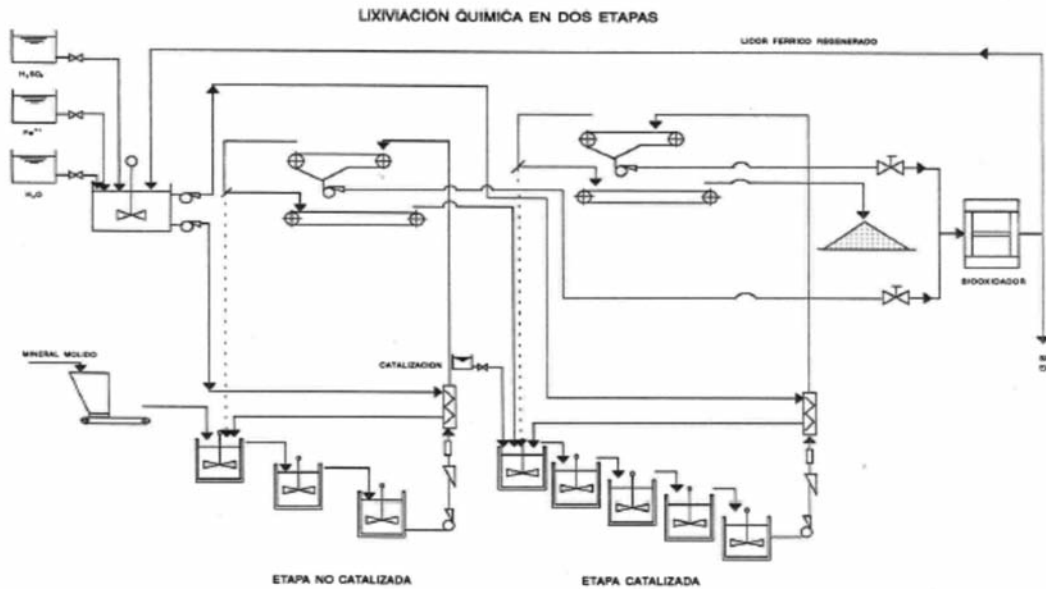 LIXIVIACIÓN QUIMICA EN DOS ETAPAS
LICOR FERRICO REGENERADO
H₂SO₄
H₂O
BIOOXIDADOR
MINERAL MOLIDO
CATALIZACION
ETAPA NO CATALIZADA
ETAPA CATALIZADA